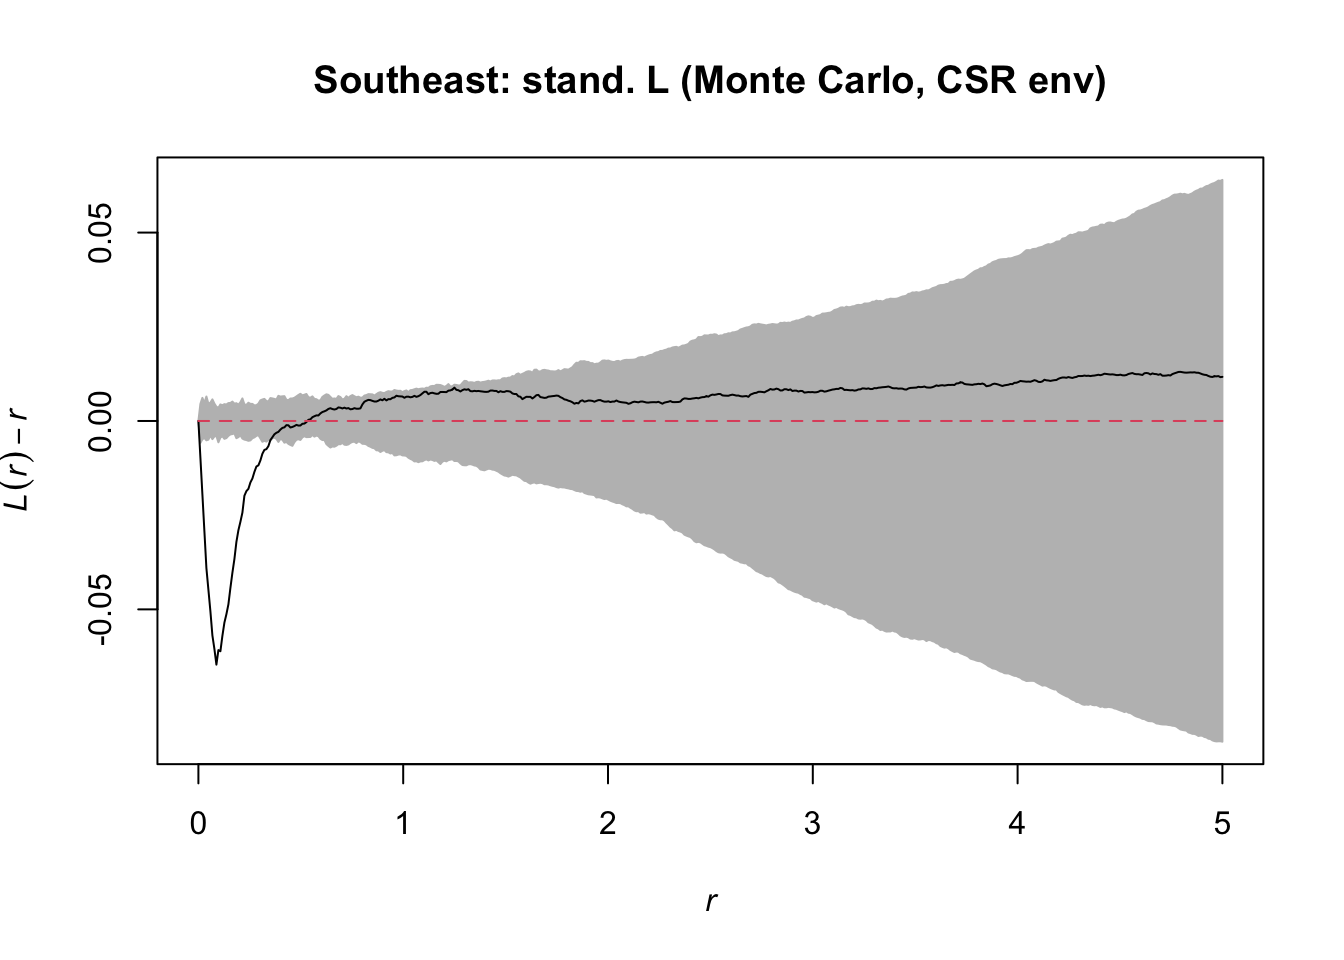 Southeast: stand. L (Monte Carlo, CSR env)
L(r) − r
0.05
0.00
-0.05
0 1 2 3 4 5
r